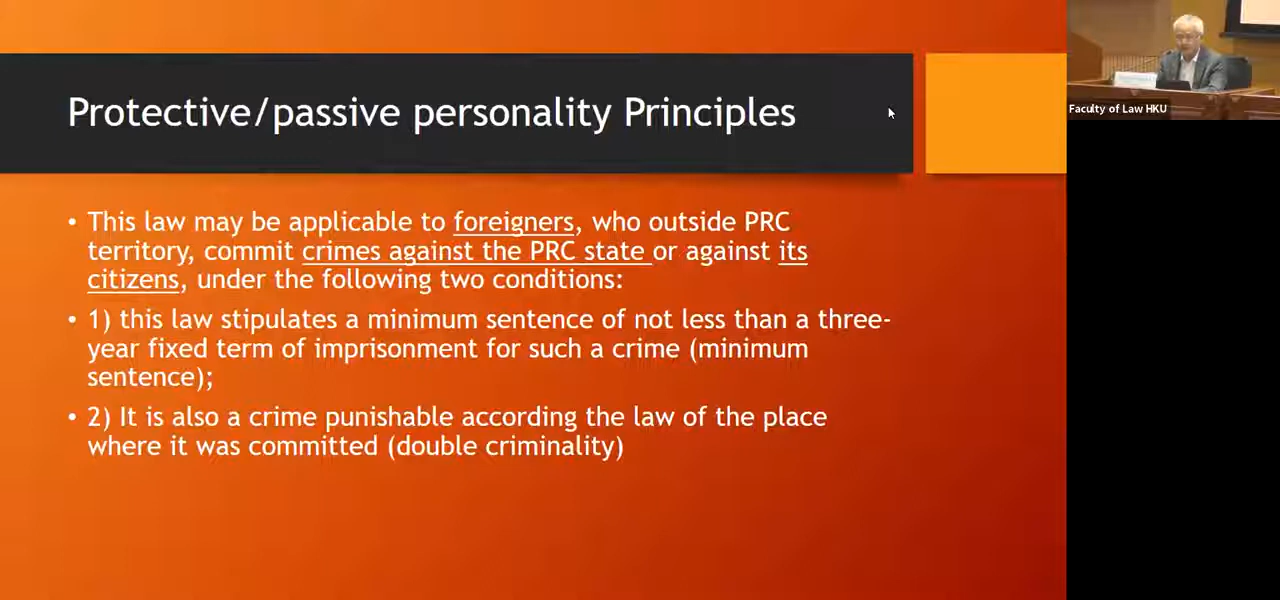 Protective/passive personality Principles
• This law may be applicable to foreigners, who outside PRC
territory, commit crimes against the PRC state or against its
citizens, under the following two conditions:
• 1) this law stipulates a minimum sentence of not less than a three-
year fixed term of imprisonment for such a crime (minimum
sentence);
• 2) It is also a crime punishable according the law of the place
where it was committed (double criminality)
Faculty of Law HKU